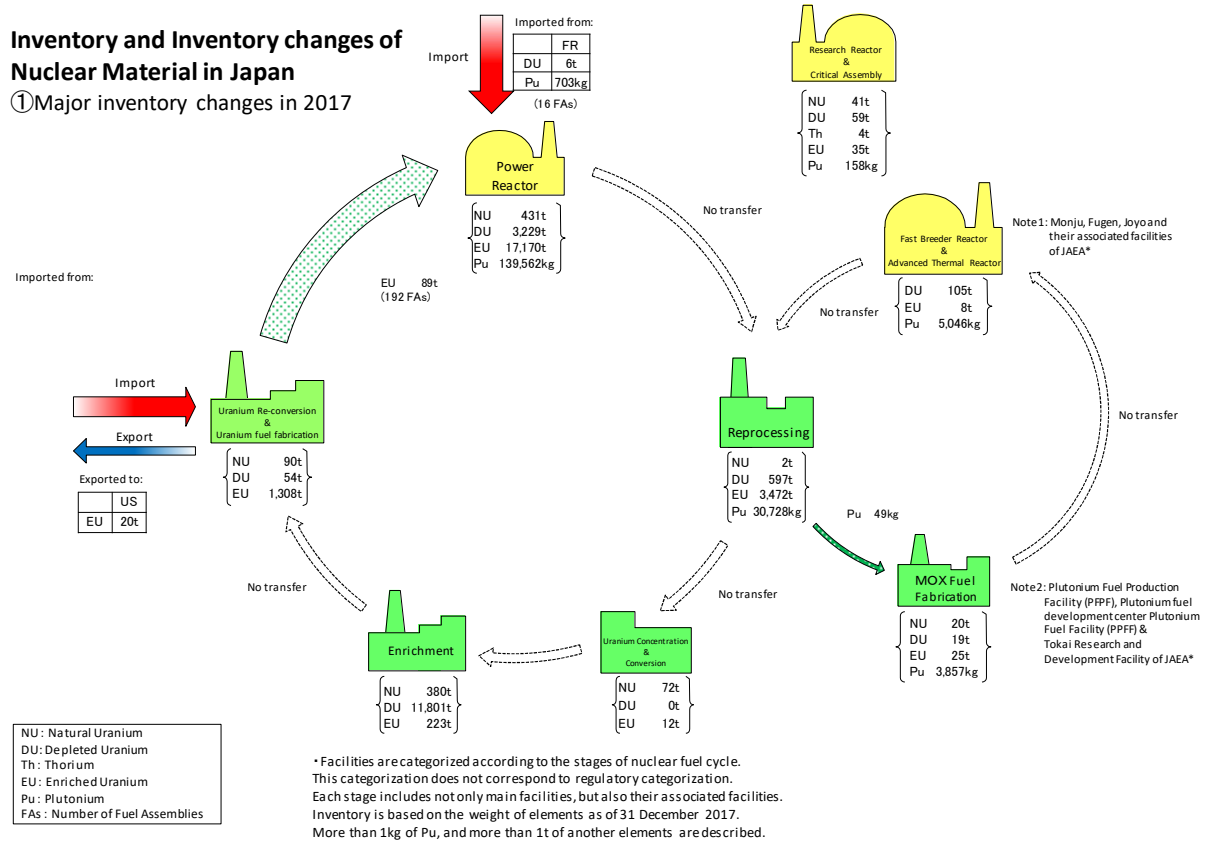 Inventory and Inventory changes of
Nuclear Material in Japan
①Major inventory changes in 2017
Import
Imported from:
FR
DU 6t
Pu 703kg
(16 FAs)
Research Reactor
&
Critical Assembly
NU 41t
DU 59t
Th 4t
EU 35t
Pu 158kg
Power
Reactor
NU 431t
DU 3,229t
EU 17,170t
Pu 139,562kg
No transfer
Fast Breeder Reactor
&
Advanced Thermal Reactor
DU 105t
EU 8t
Pu 5,046kg
Note1: Monju, Fugen, Joyo and
their associated facilities
of JAEA*
No transfer
Imported from:
EU 89t
(192 FAs)
Import
Export
Exported to:
US
EU 20t
Uranium Re-conversion
&
Uranium fuel fabrication
NU 90t
DU 54t
EU 1,308t
Reprocessing
NU 2t
DU 597t
EU 3,472t
Pu 30,728kg
No transfer
Pu 49kg
MOX Fuel
Fabrication
NU 20t
DU 19t
EU 25t
Pu 3,857kg
Note2: Plutonium Fuel Production
Facility (PFPF), Plutonium fuel
development center Plutonium
Fuel Facility (PPFF) &
Tokai Research and
Development Facility of JAEA*
No transfer
No transfer
Enrichment
NU 380t
DU 11,801t
EU 223t
Uranium Concentration
&
Conversion
NU 72t
DU 0t
EU 12t
NU: Natural Uranium
DU: Depleted Uranium
Th: Thorium
EU: Enriched Uranium
Pu: Plutonium
FAs: Number of Fuel Assemblies
・Facilities are categorized according to the stages of nuclear fuel cycle.
This categorization does not correspond to regulatory categorization.
Each stage includes not only main facilities, but also their associated facilities.
Inventory is based on the weight of elements as of 31 December 2017.
More than 1kg of Pu, and more than 1t of another elements are described.